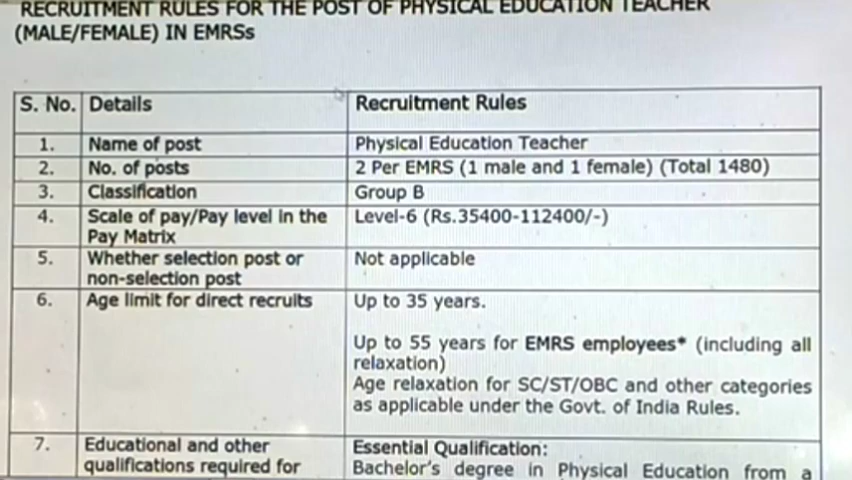 RECRUITMENT RULES FOR THE POST OF PHYSICAL EDUCATION TEACHER
(MALE/FEMALE) IN EMRSs
S. No. Details Recruitment Rules
1. Name of post Physical Education Teacher
2. No. of posts 2 Per EMRS (1 male and 1 female) (Total 1480)
3. Classification Group B
4. Scale of pay/Pay level in the Level-6 (Rs.35400-112400/-)
Pay Matrix
5. Whether selection post or Not applicable
non-selection post
6. Age limit for direct recruits Up to 35 years.
Up to 55 years for EMRS employees* (including all
relaxation)
Age relaxation for SC/ST/OBC and other categories
as applicable under the Govt. of India Rules.
7. Educational and other Essential Qualification:
qualifications required for Bachelor's degree in Physical Education from a